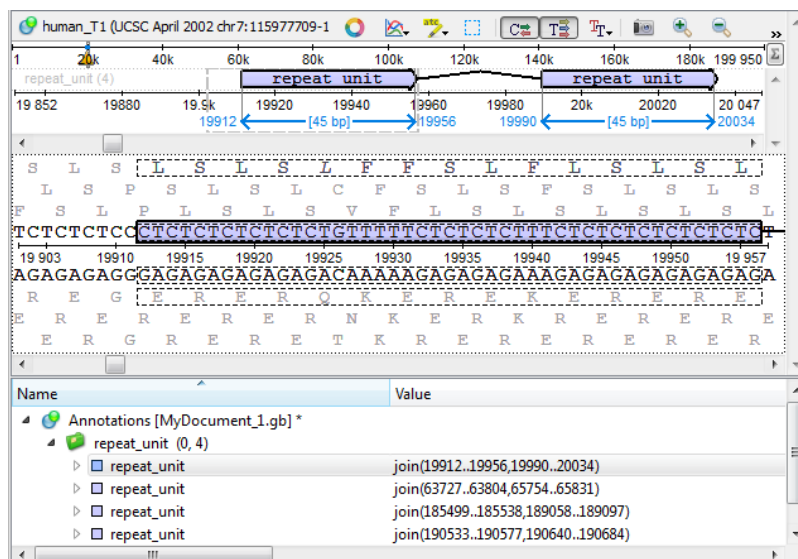 human_T1 (UCSC April 2002 chr7:115977709-1
1 20k 40k 60k 80k 100k 120k 140k 160k 180k 199 950
repeat_unit (4) repeat unit repeat unit
19 852 19880 19.9k 19920 19940 19960 19980 20k 20020 20 047
19912 [45 bp] 19956 19990 [45 bp] 20034
S L S L S L S L F F S L F L S L S L
L S P S L S L C F S L S F S L S L S
F S L P L S L S V F L S L S L S L S L
TCTCTCTCCCTCTCTCTCTCTCTGTTTTTCTCTCTCTTTCTCTCTCTCTCTCTCT
19 903 19910 19915 19920 19925 19930 19935 19940 19945 19950 19 957
AGAGAGAGGGAGAGAGAGAGAGACAAAAAGAGAGAGAAAGAGAGAGAGAGAGAGA
R E G E R E R Q K E R E K E R E R E
E R E R E R E R N K E R K R E R E R E
E R G R E R E T K R E R E R E R E R
Name Value
Annotations [MyDocument_1.gb] *
repeat_unit (0, 4)
repeat_unit join(19912..19956,19990..20034)
repeat_unit join(63727..63804,65754..65831)
repeat_unit join(185499..185538,189058..189097)
repeat_unit join(190533..190577,190640..190684)